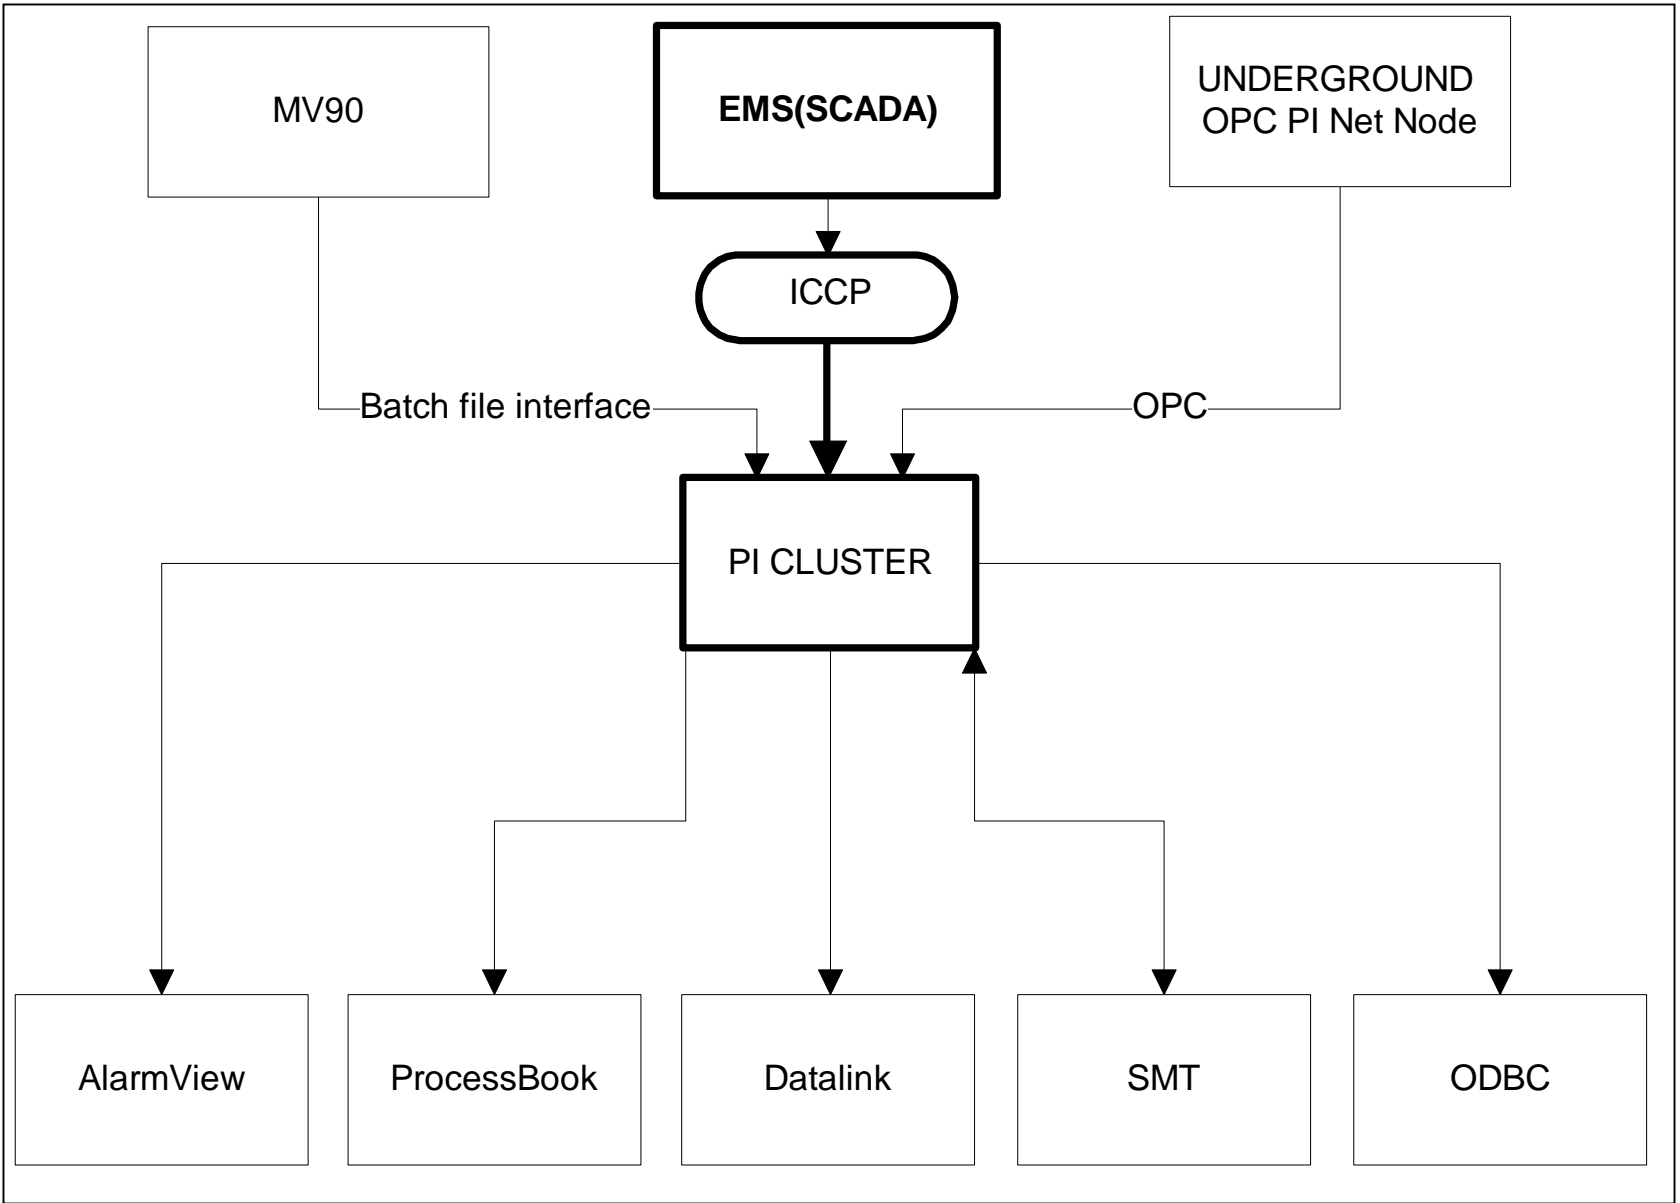 MV90
EMS(SCADA)
UNDERGROUND
OPC PI Net Node
ICCP
Batch file interface
OPC
PI CLUSTER
AlarmView
ProcessBook
Datalink
SMT
ODBC